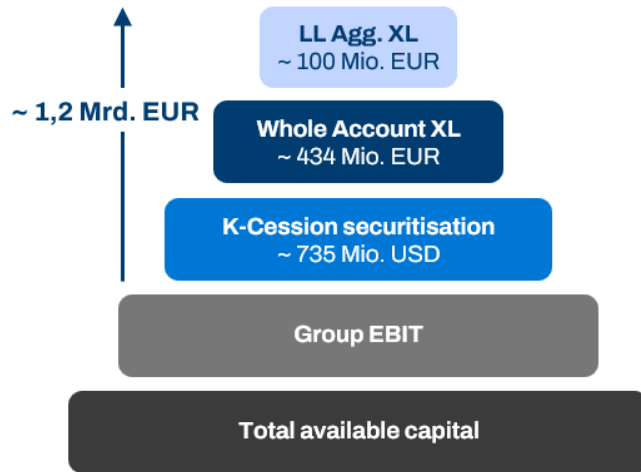 LL Agg. XL
~ 100 Mio. EUR
~ 1,2 Mrd. EUR
Whole Account XL
~ 434 Mio. EUR
K-Cession securitisation
~ 735 Mio. USD
Group EBIT
Total available capital